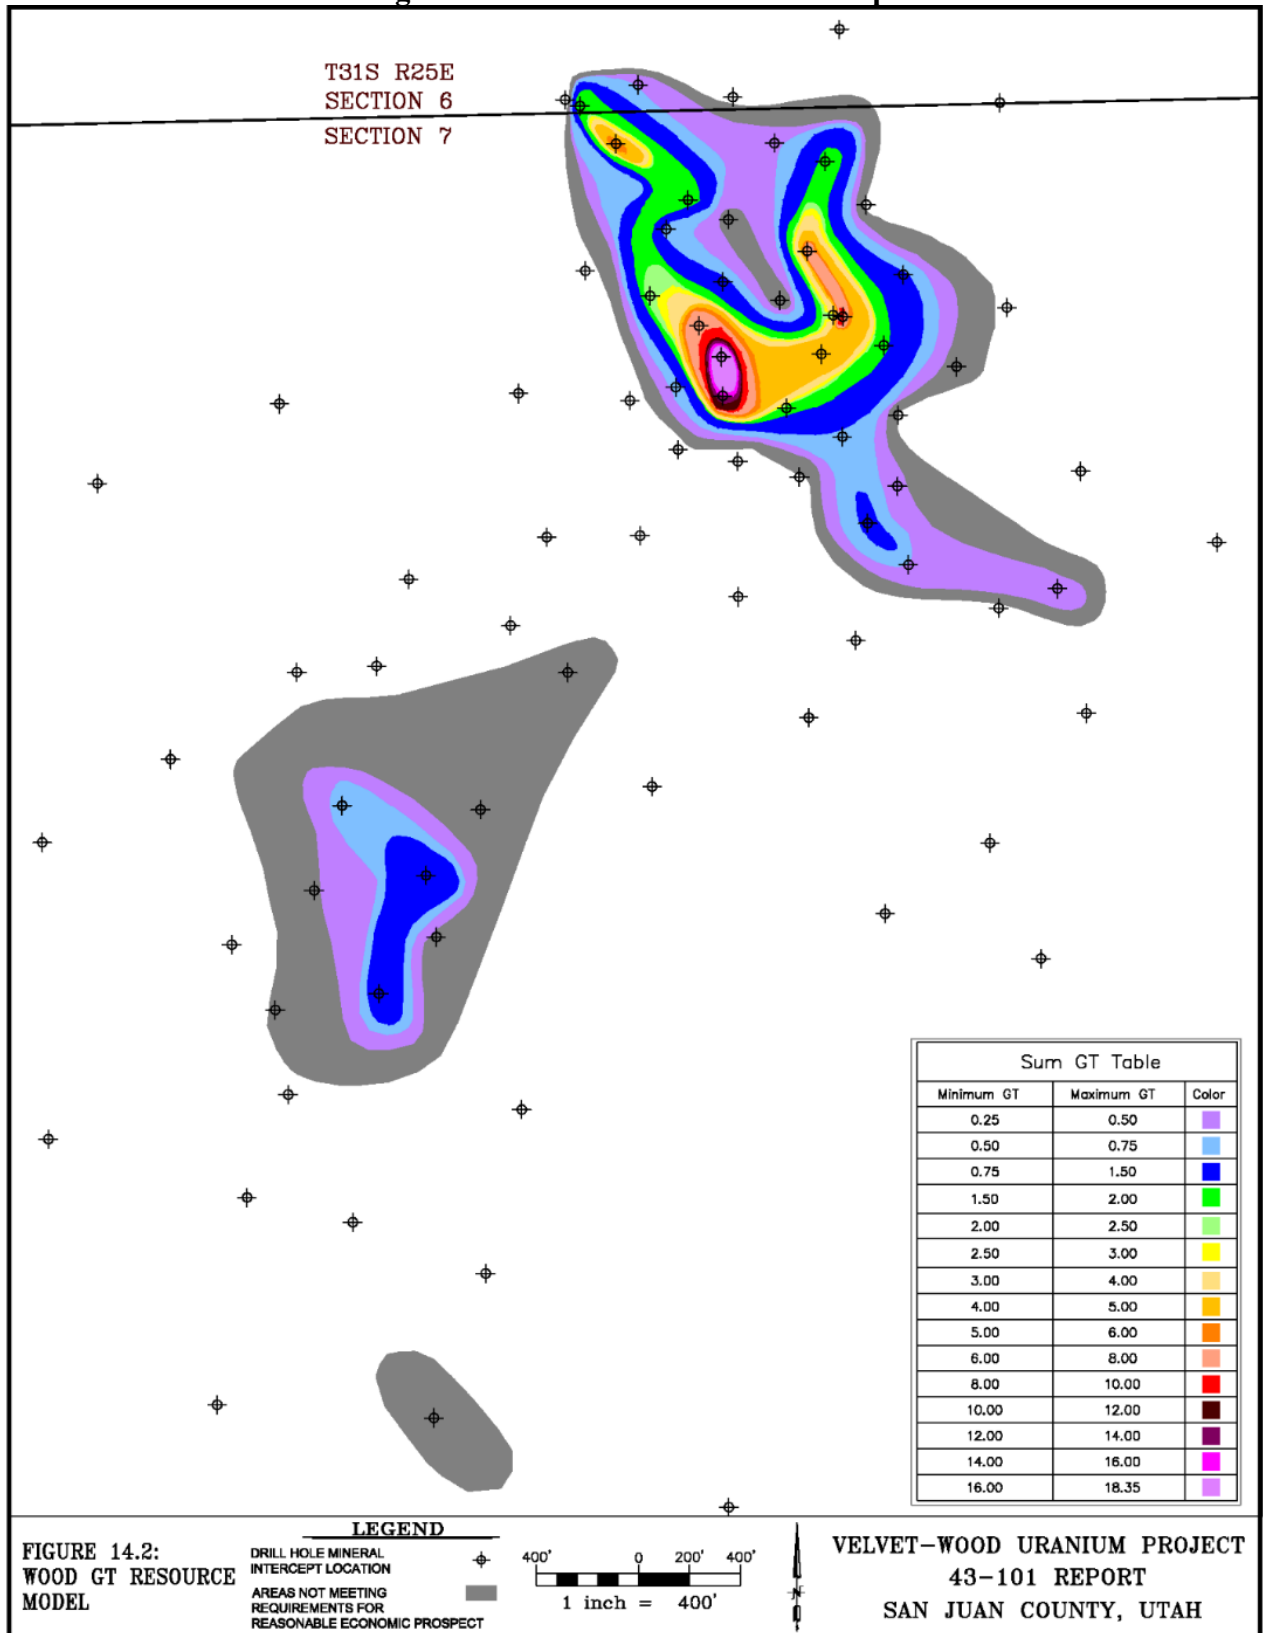 T31S R25E
SECTION 6
SECTION 7
Sum GT Table
Minimum GT Maximum GT Color
0.25 0.50
0.50 0.75
0.75 1.50
1.50 2.00
2.00 2.50
2.50 3.00
3.00 4.00
4.00 5.00
5.00 6.00
6.00 8.00
8.00 10.00
10.00 12.00
12.00 14.00
14.00 16.00
16.00 18.35
FIGURE 14.2:
WOOD GT RESOURCE
MODEL
LEGEND
DRILL HOLE MINERAL
INTERCEPT LOCATION
AREAS NOT MEETING
REQUIREMENTS FOR
REASONABLE ECONOMIC PROSPECT
400' 0 200' 400'
1 inch = 400'
N
VELVET-WOOD URANIUM PROJECT
43-101 REPORT
SAN JUAN COUNTY, UTAH